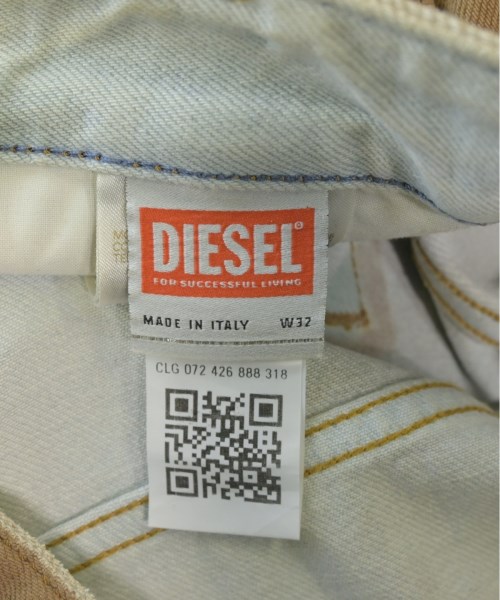 DIESEL®
FOR SUCCESSFUL LIVING
MADE IN ITALY W32
CLG 072 426 888 318